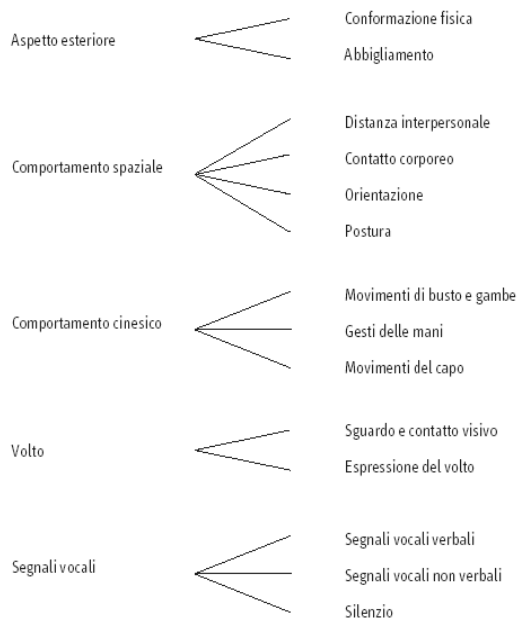 Aspetto esteriore
Conformazione fisica
Abbigliamento
Comportamento spaziale
Distanza interpersonale
Contatto corporeo
Orientazione
Postura
Comportamento cinesico
Movimenti di busto e gambe
Gesti delle mani
Movimenti del capo
Volto
Sguardo e contatto visivo
Espressione del volto
Segnali vocali
Segnali vocali verbali
Segnali vocali non verbali
Silenzio